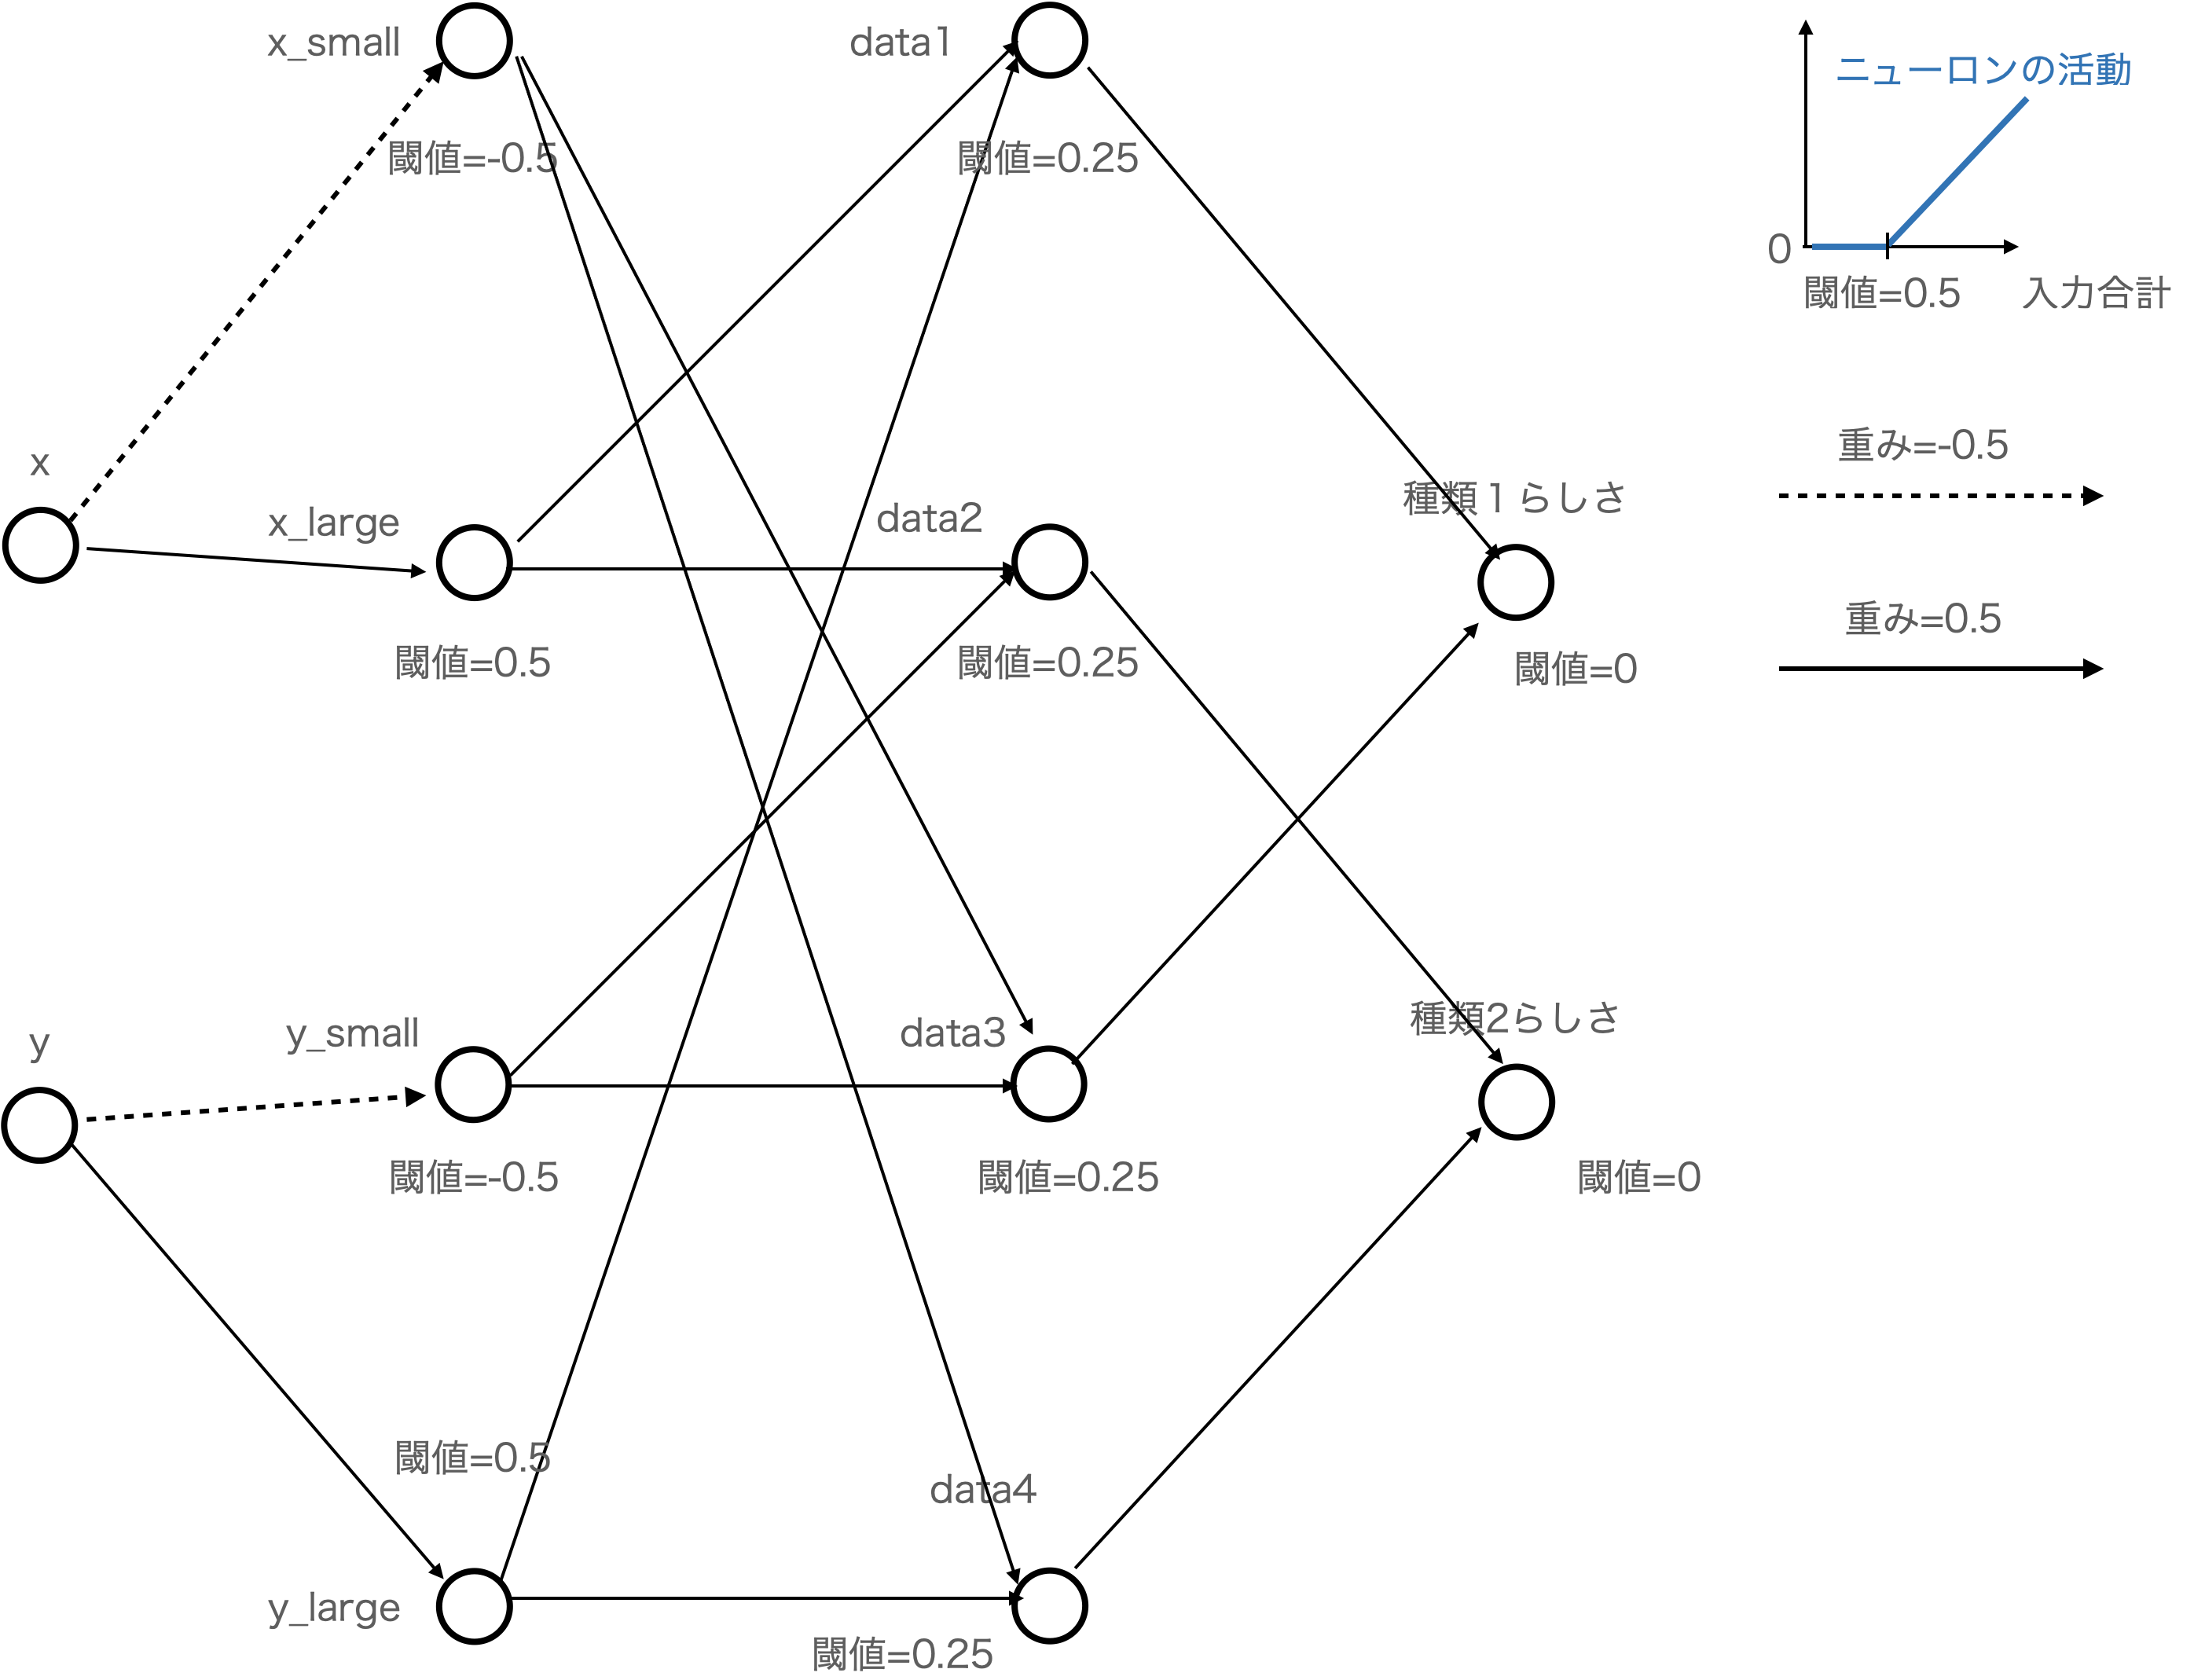 x_small
閾値=-0.5
data1
閾値=0.25
ニューロンの活動
0
閾値=0.5
入力合計
重み=-0.5
重み=0.5
x
x_large
閾値=0.5
data2
閾値=0.25
種類１らしさ
閾値=0
y
y_small
閾値=-0.5
data3
閾値=0.25
種類2らしさ
閾値=0
閾値=0.5
y_large
data4
閾値=0.25